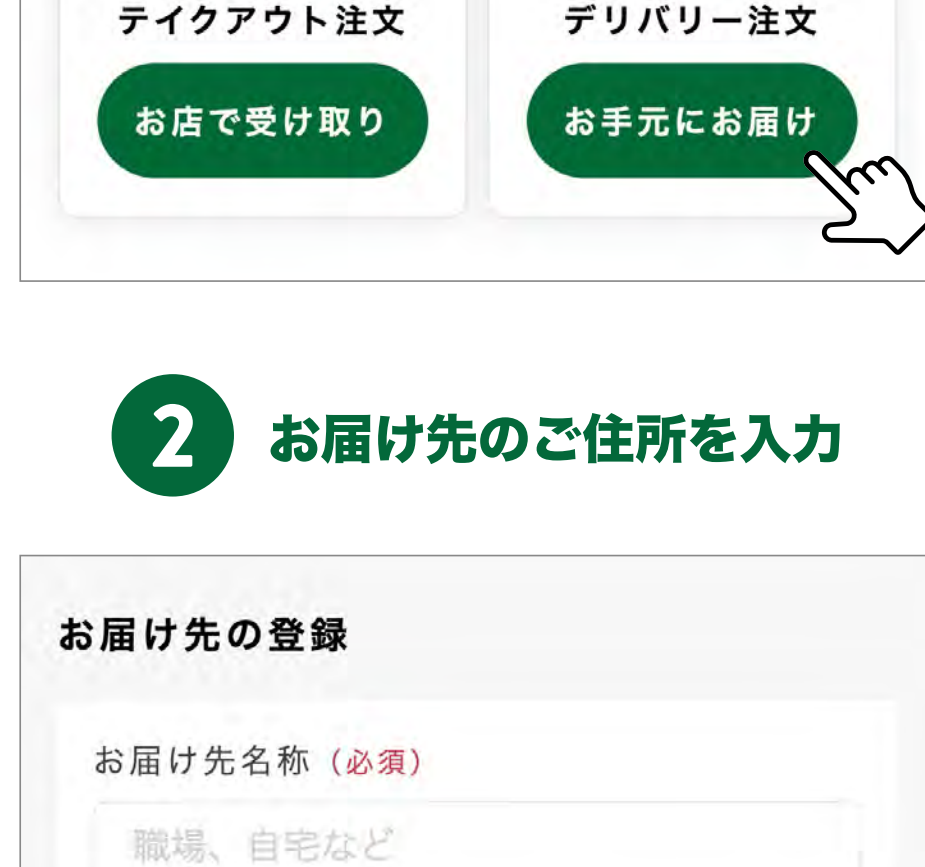 テイクアウト注文
デリバリー注文
お店で受け取り
お手元にお届け
2 お届け先のご住所を入力
お届け先の登録
お届け先名称（必須）
職場、自宅など